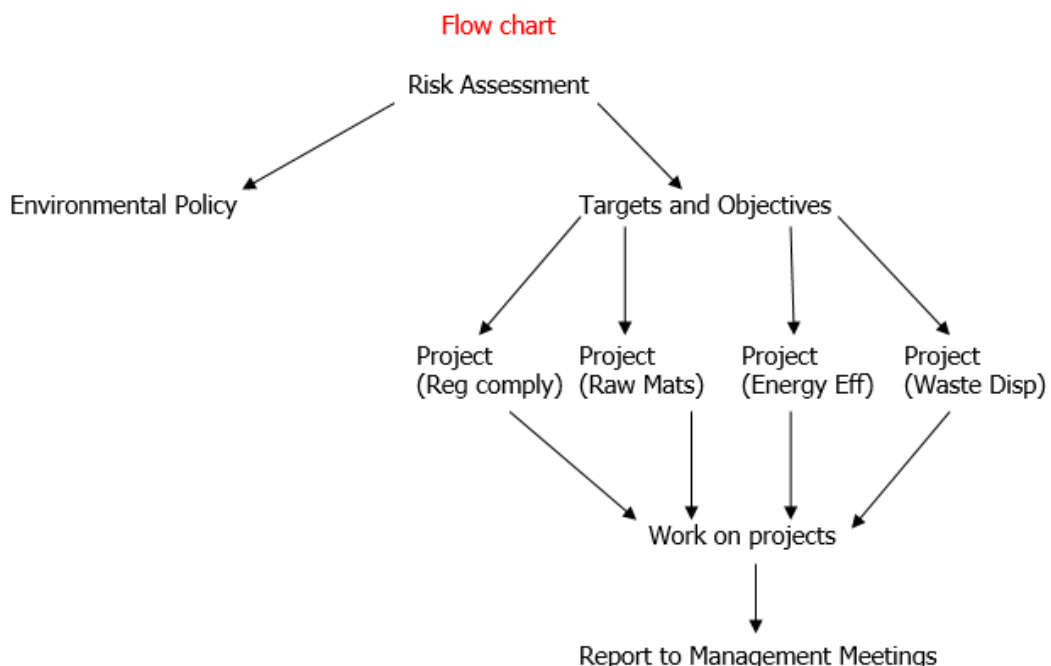 Flow chart
Risk Assessment
Environmental Policy
Targets and Objectives
Project
(Reg comply)
Project
(Raw Mats)
Project
(Energy Eff)
Project
(Waste Disp)
Work on projects
Report to Management Meetings